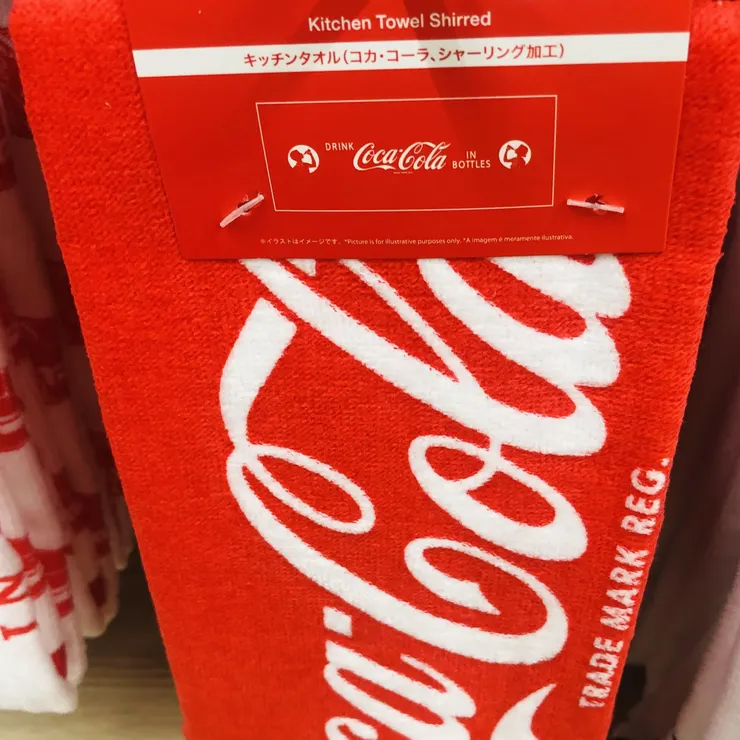 Kitchen Towel Shirred
キッチンタオル(コカ・コーラ、シャーリング加工)
DRINK Coca-Cola IN BOTTLES
※イラストはイメージです。 *Picture is for illustrative purposes only. *A imagem é meramente ilustrativa.
Coca-Cola
TRADE MARK REG.
IN